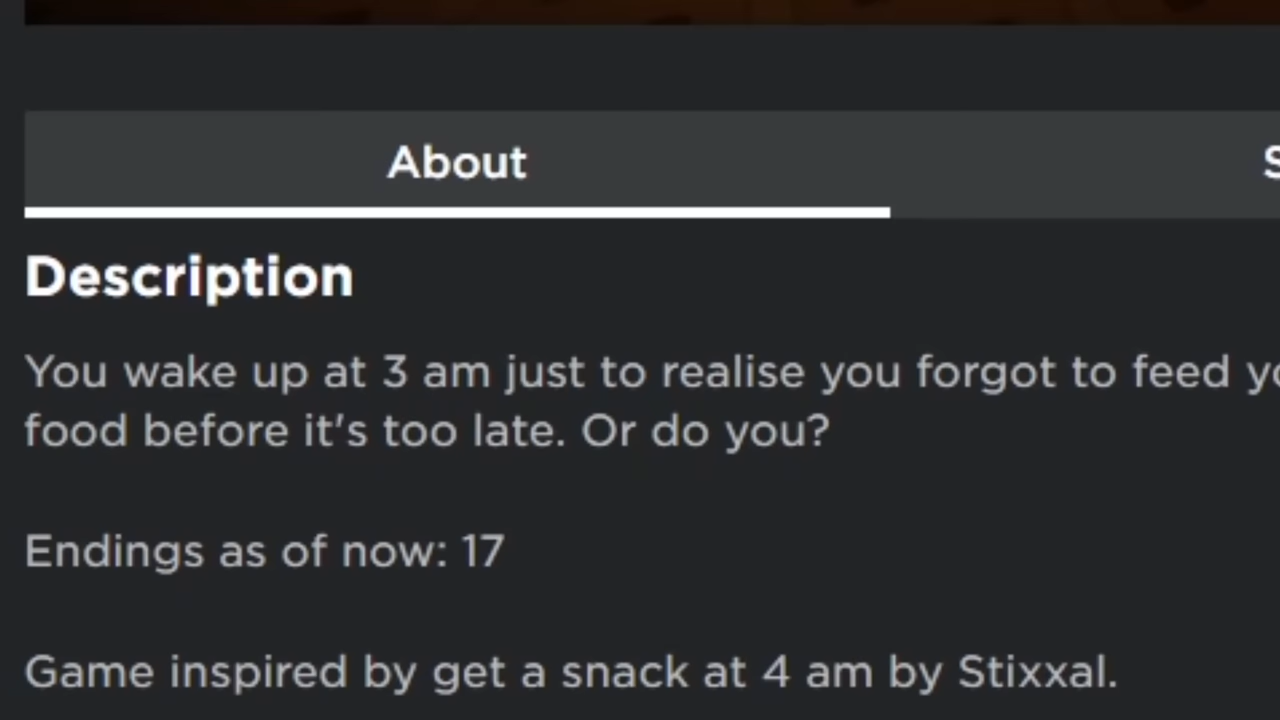 About
Description
You wake up at 3 am just to realise you forgot to feed
food before it's too late. Or do you?
Endings as of now: 17
Game inspired by get a snack at 4 am by Stixxal.